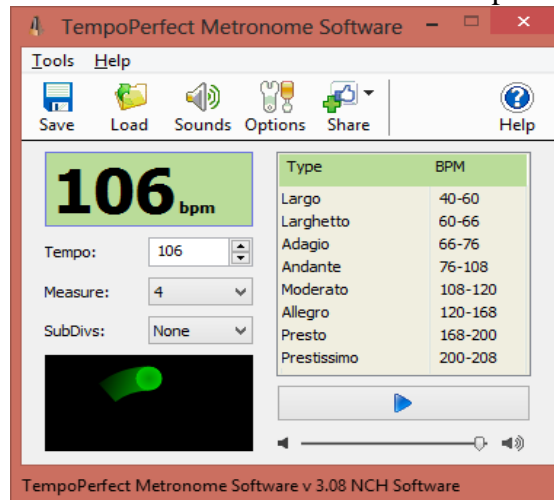 TempoPerfect Metronome Software
Tools Help
Save Load Sounds Options Share Help
106 bpm
Tempo: 106
Measure: 4
SubDivs: None
Type BPM
Largo 40-60
Larghetto 60-66
Adagio 66-76
Andante 76-108
Moderato 108-120
Allegro 120-168
Presto 168-200
Prestissimo 200-208
TempoPerfect Metronome Software v 3.08 NCH Software